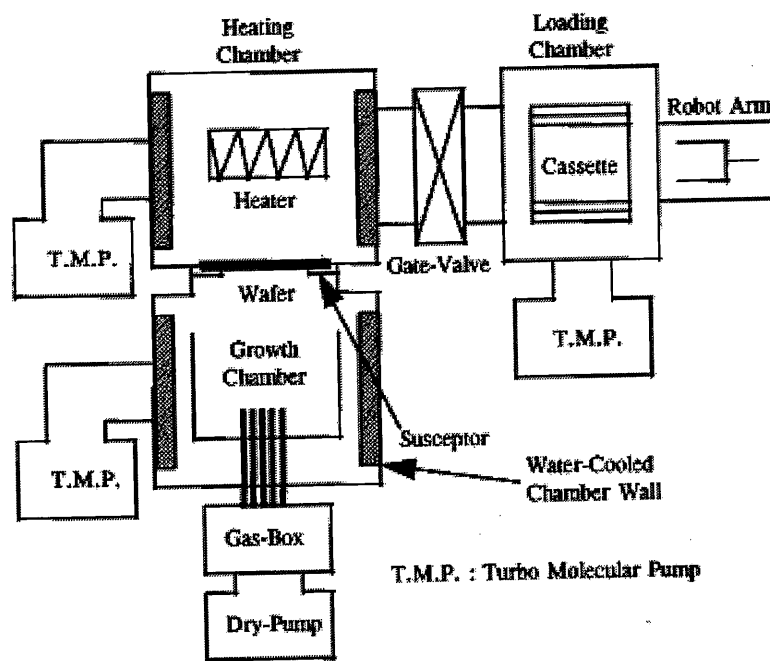 Heating
Chamber
Loading
Chamber
Robot Arm
Cassette
Heater
T.M.P.
Gate-Valve
Wafer
T.M.P.
Growth
Chamber
Susceptor
T.M.P.
Water-Cooled
Chamber Wall
Gas-Box
T.M.P. : Turbo Molecular Pump
Dry-Pump